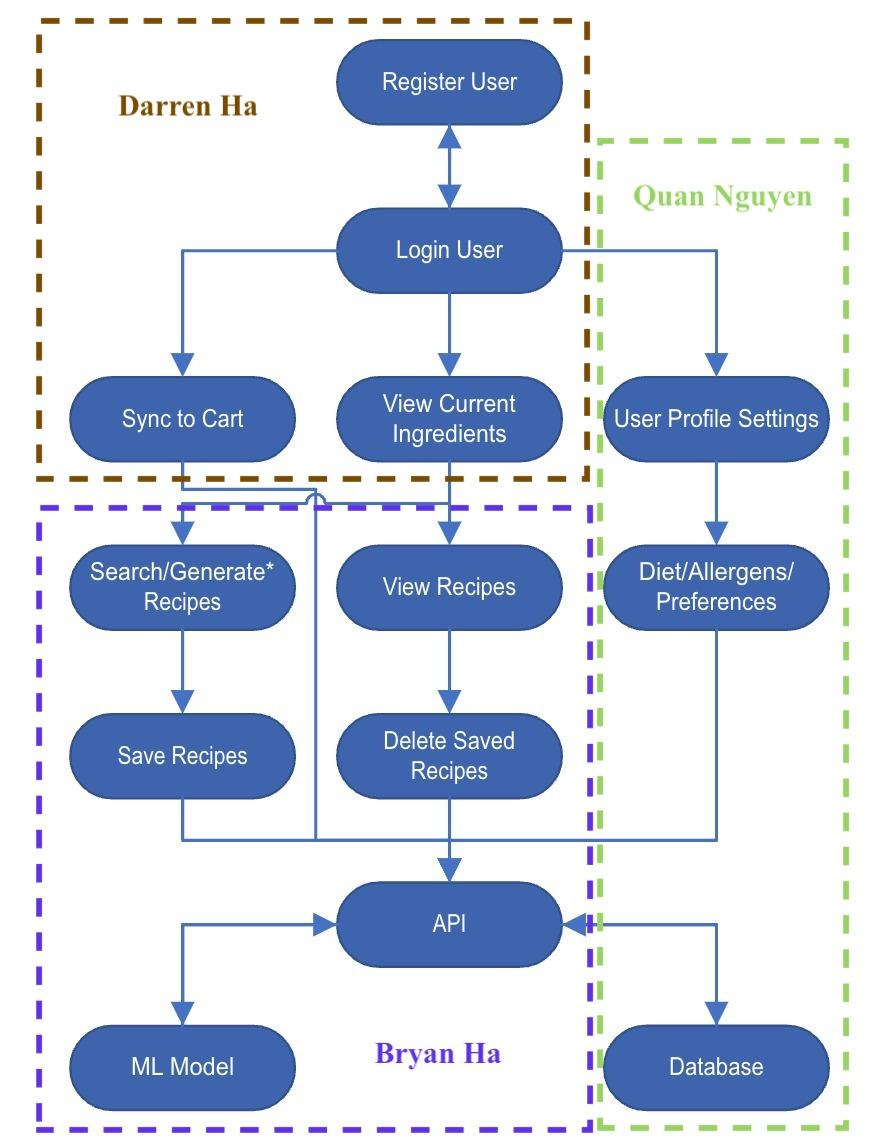 Register User
Darren Ha
Quan Nguyen
Login User
Sync to Cart
View Current
Ingredients
User Profile Settings
Search/Generate*
Recipes
View Recipes
Diet/Allergens/
Preferences
Save Recipes
Delete Saved
Recipes
API
Bryan Ha
ML Model
Database